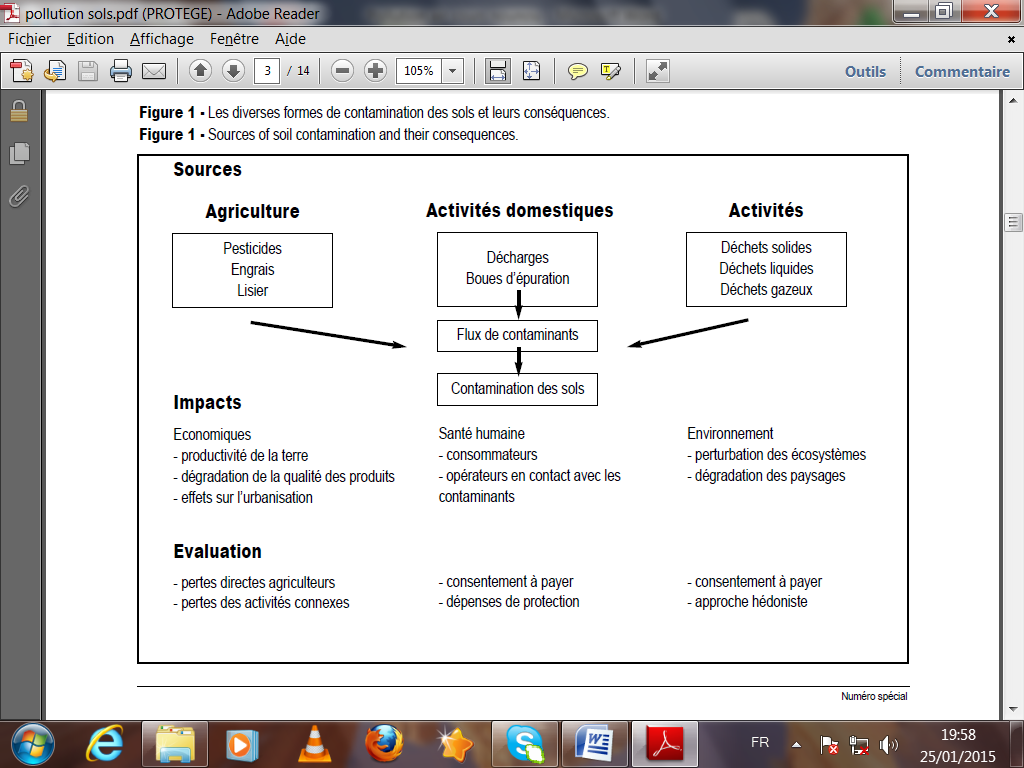 pollution sols.pdf (PROTEGE) - Adobe Reader
Fichier Edition Affichage Fenêtre Aide
3 / 14 105% Outils Commentaire
Figure 1 - Les diverses formes de contamination des sols et leurs conséquences.
Figure 1 - Sources of soil contamination and their consequences.
Sources
Agriculture
Pesticides
Engrais
Lisier
Activités domestiques
Décharges
Boues d'épuration
Activités
Déchets solides
Déchets liquides
Déchets gazeux
Flux de contaminants
Contamination des sols
Impacts
Economiques
- productivité de la terre
- dégradation de la qualité des produits
- effets sur l'urbanisation
Santé humaine
- consommateurs
- opérateurs en contact avec les
contaminants
Environnement
- perturbation des écosystèmes
- dégradation des paysages
Evaluation
- pertes directes agriculteurs
- pertes des activités connexes
- consentement à payer
- dépenses de protection
- consentement à payer
- approche hédoniste
Numéro spécial
FR
19:58
25/01/2015